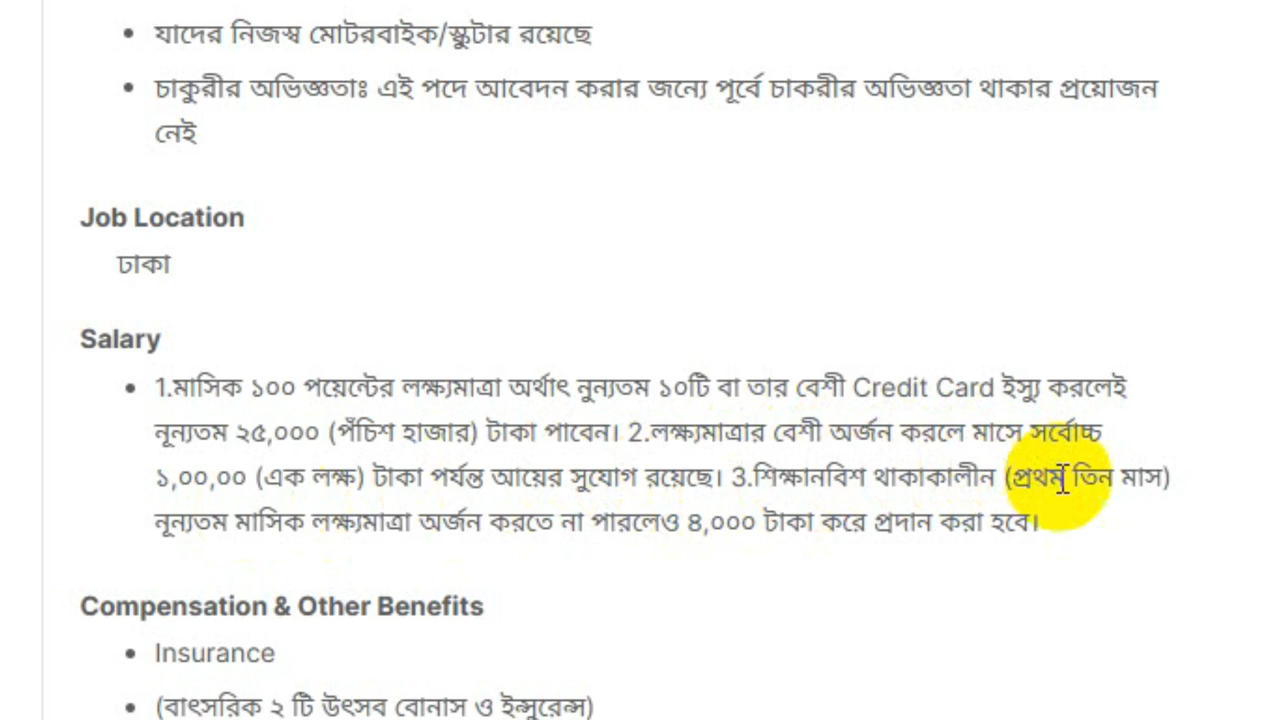 • যাদের নিজস্ব মোটরবাইক/স্কুটার রয়েছে
• চাকুরীর অভিজ্ঞতাঃ এই পদে আবেদন করার জন্যে পূর্বে চাকরীর অভিজ্ঞতা থাকার প্রয়োজন
নেই
Job Location
ঢাকা
Salary
• 1.মাসিক ১০০ পয়েন্টের লক্ষ্যমাত্রা অর্থাৎ নুন্যতম ১০টি বা তার বেশী Credit Card ইস্যু করলেই
নূন্যতম ২৫,০০০ (পঁচিশ হাজার) টাকা পাবেন। 2.লক্ষ্যমাত্রার বেশী অর্জন করলে মাসে সর্বোচ্চ
১,০০,০০ (এক লক্ষ) টাকা পর্যন্ত আয়ের সুযোগ রয়েছে। 3.শিক্ষানবিশ থাকাকালীন (প্রথম তিন মাস)
নূন্যতম মাসিক লক্ষ্যমাত্রা অর্জন করতে না পারলেও ৪,০০০ টাকা করে প্রদান করা হবে।
Compensation & Other Benefits
• Insurance
• (বাৎসরিক ২ টি উৎসব বোনাস ও ইন্সুরেন্স)